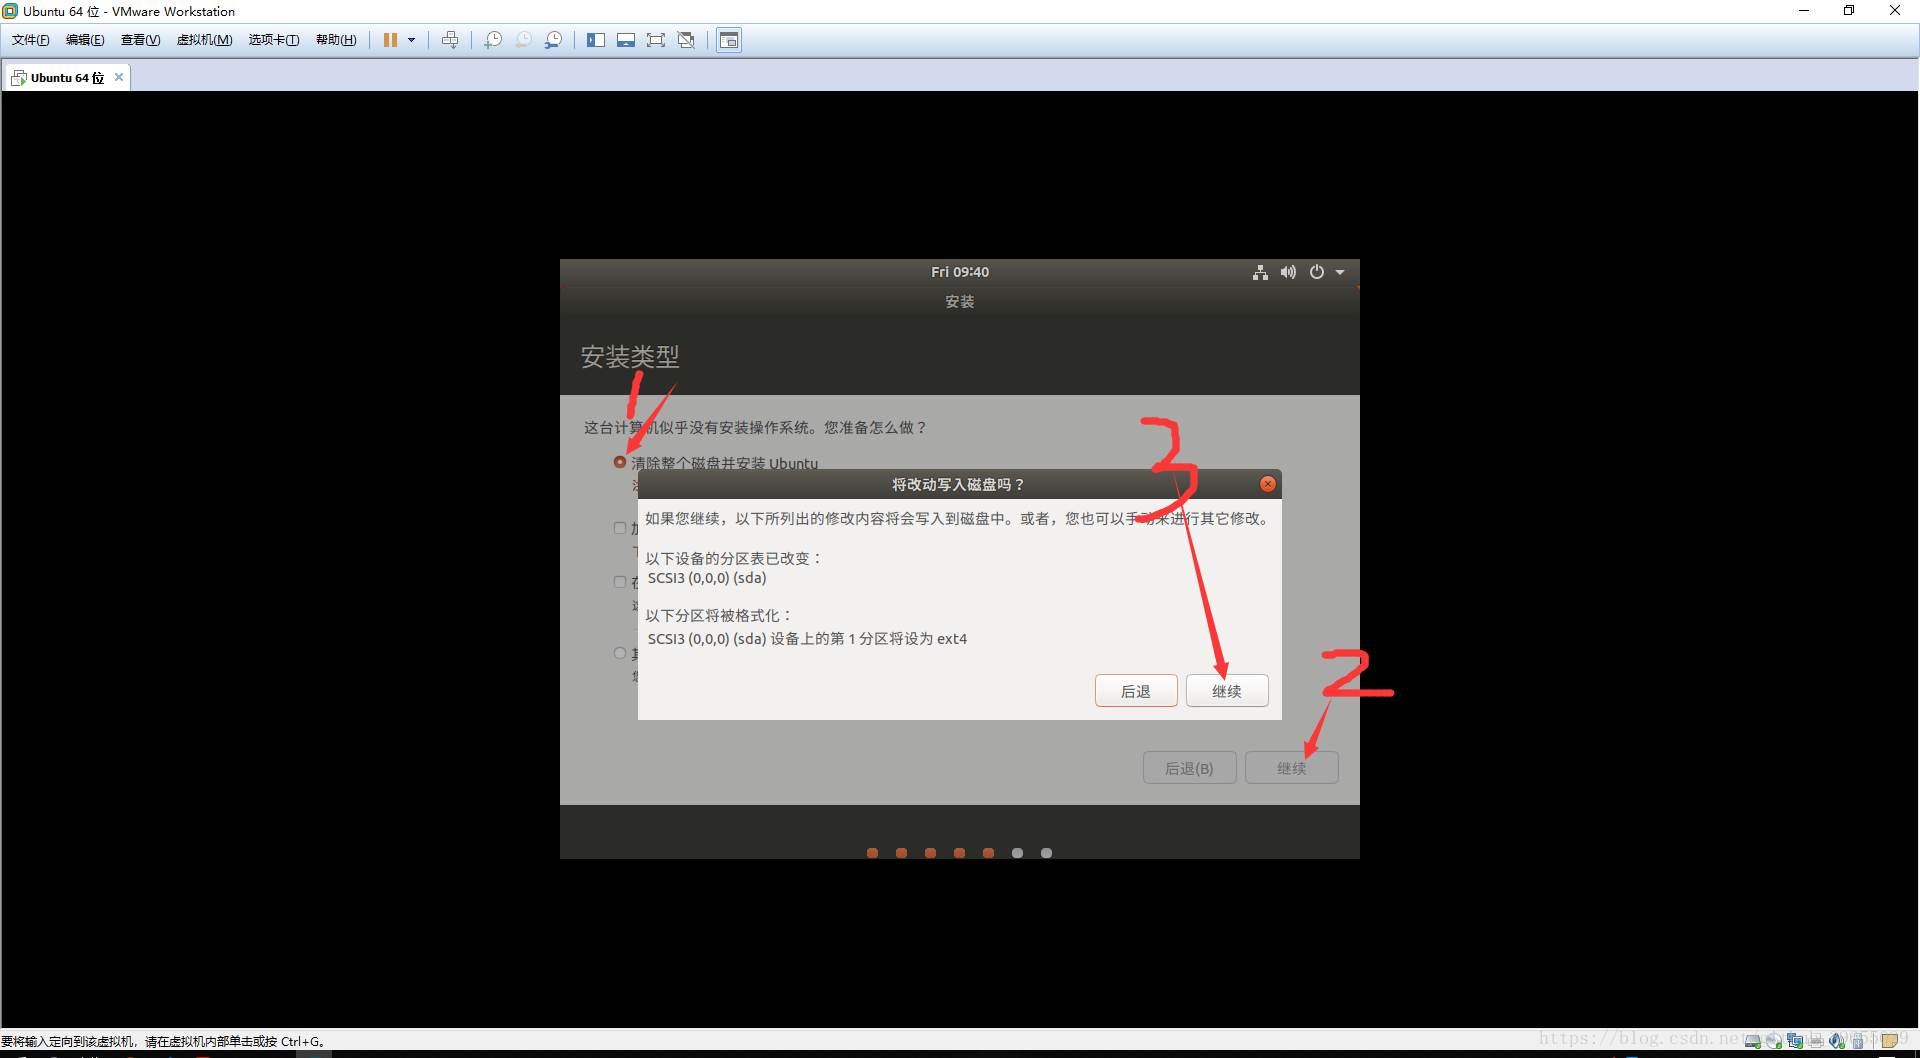 Ubuntu 64 位 - VMware Workstation
文件(F) 编辑(E) 查看(V) 虚拟机(M) 选项卡(T) 帮助(H)
Ubuntu 64 位
Fri 09:40
安装
安装类型
1
这台计算机似乎没有安装操作系统。您准备怎么做？
清除整个磁盘并安装 Ubuntu
3
将改动写入磁盘吗？
如果您继续，以下所列出的修改内容将会写入到磁盘中。或者，您也可以手动来进行其它修改。
以下设备的分区表已改变：
SCSI3 (0,0,0) (sda)
以下分区将被格式化：
SCSI3 (0,0,0) (sda) 设备上的第 1 分区将设为 ext4
后退 继续
2
后退(B) 继续
要将输入定向到该虚拟机，请在虚拟机内部单击或按 Ctrl+G。